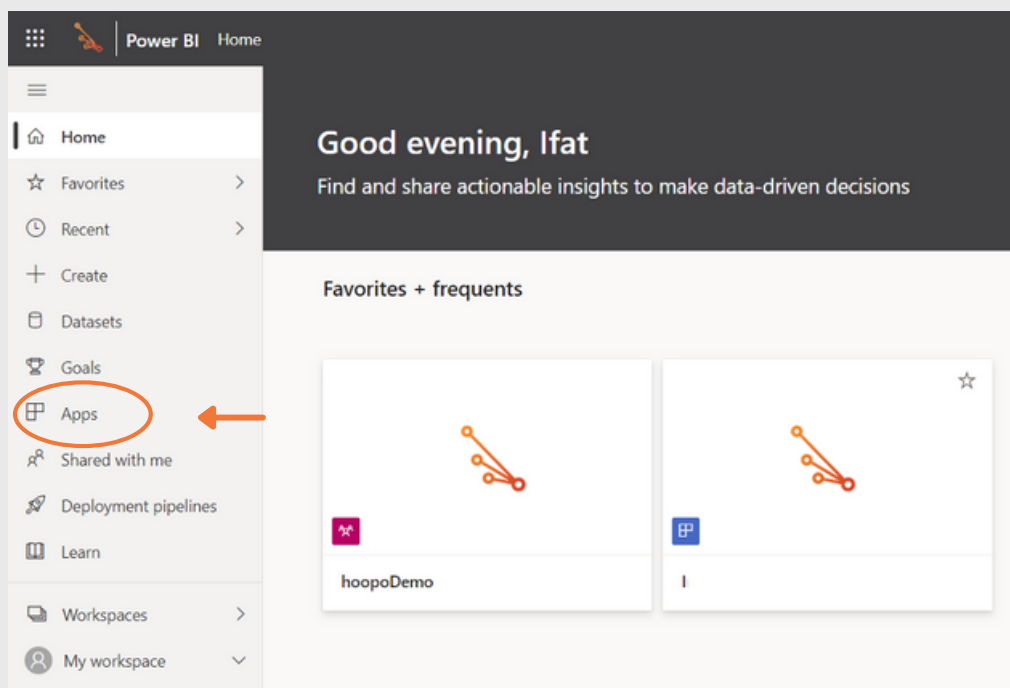 Power BI Home
Home
Good evening, Ifat
Favorites
Find and share actionable insights to make data-driven decisions
Recent
Create
Favorites + frequents
Datasets
Goals
Apps
Shared with me
Deployment pipelines
Learn
hoopoDemo
Workspaces
My workspace